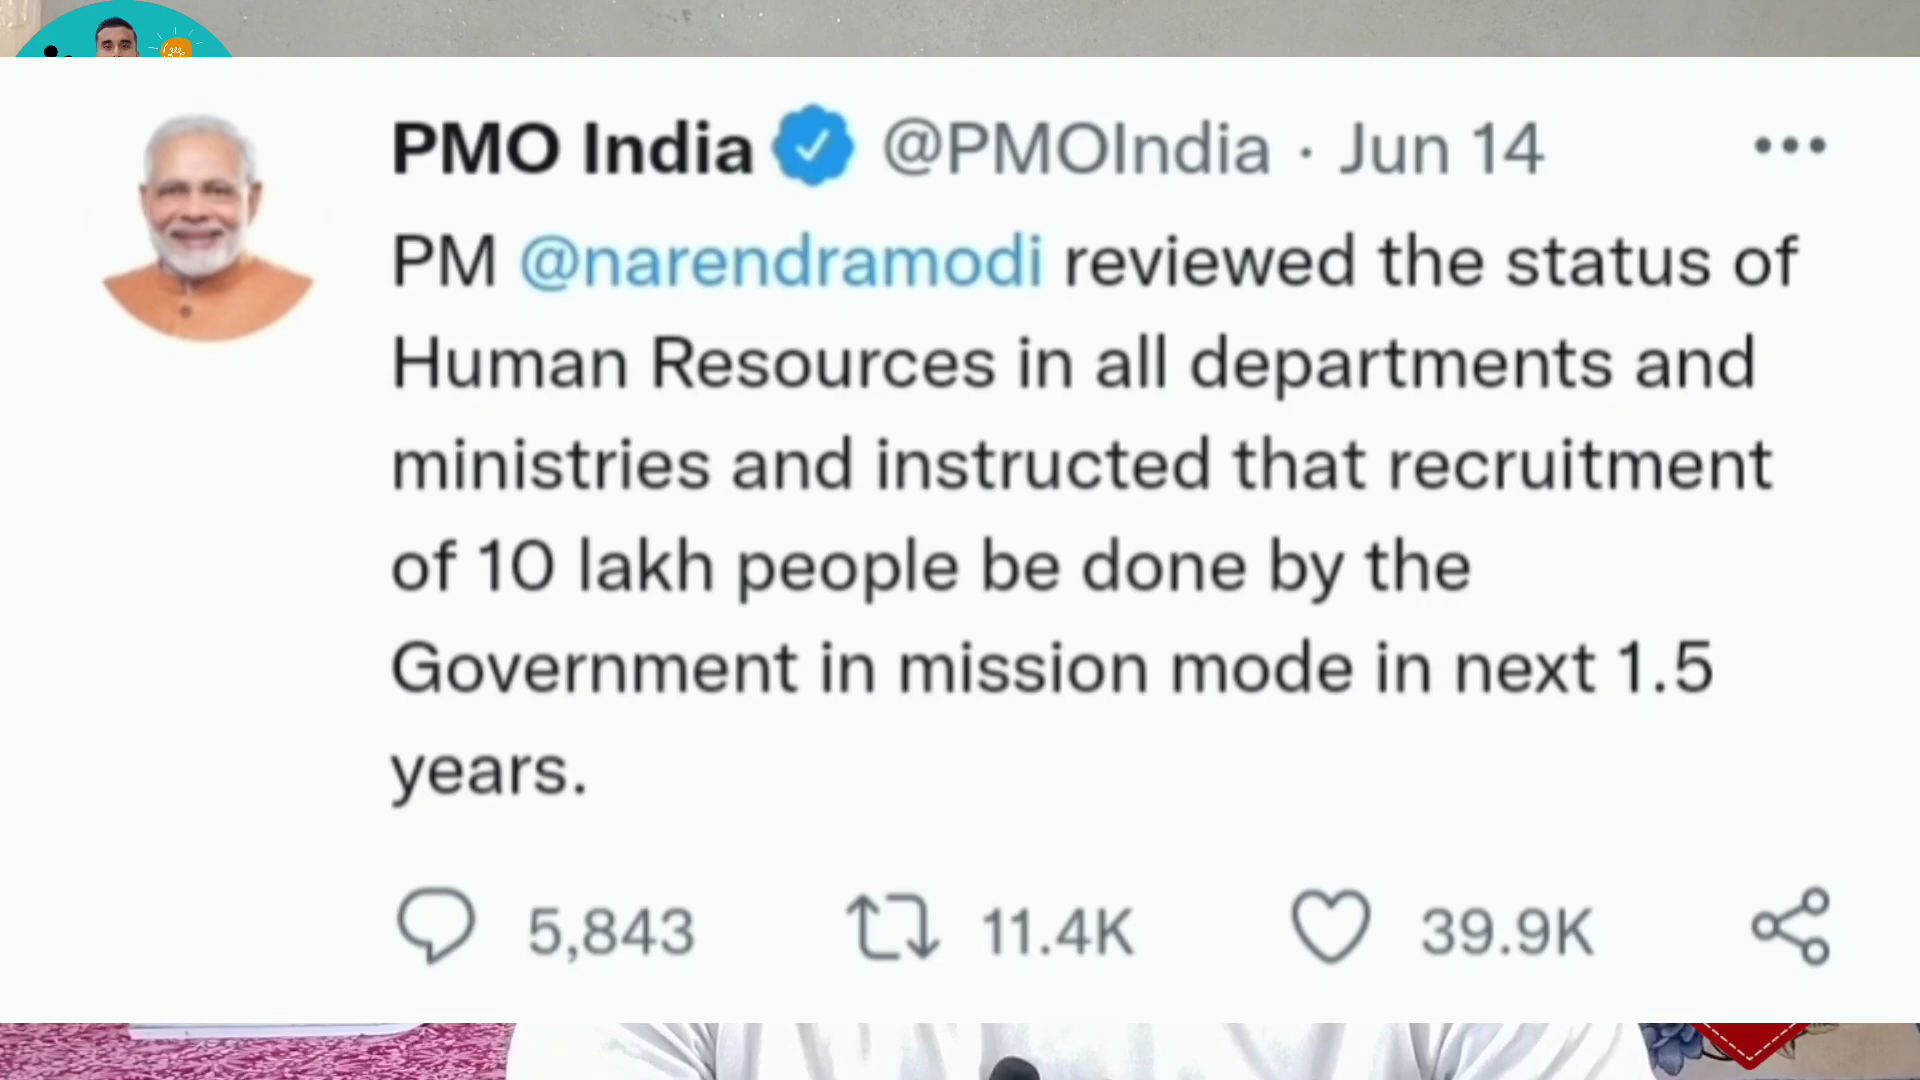 PMO India @PMOIndia · Jun 14
PM @narendramodi reviewed the status of
Human Resources in all departments and
ministries and instructed that recruitment
of 10 lakh people be done by the
Government in mission mode in next 1.5
years.
5,843 11.4K 39.9K